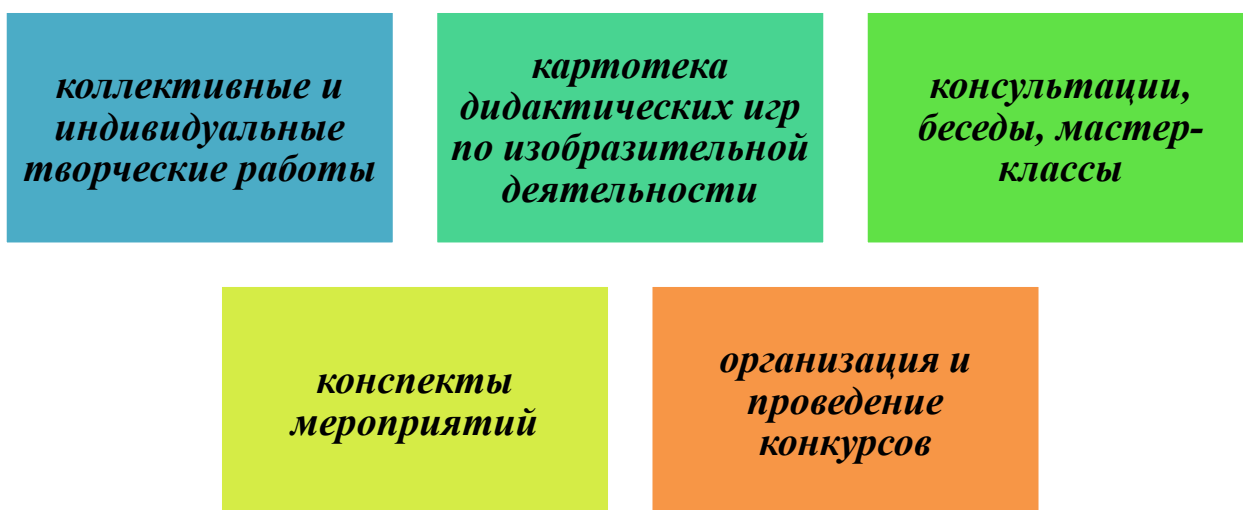 коллективные и
индивидуальные
творческие работы
картотека
дидактических игр
по изобразительной
деятельности
консультации,
беседы, мастер-
классы
конспекты
мероприятий
организация и
проведение
конкурсов